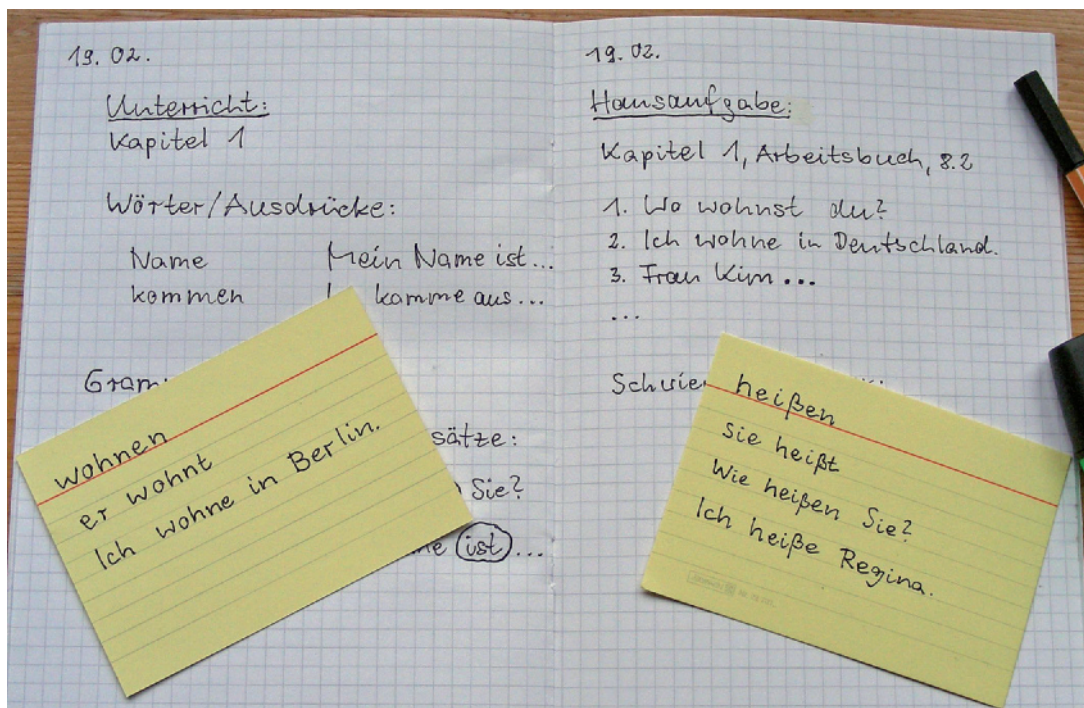 19.02.
Unterricht:
Kapitel 1
Wörter/Ausdrücke:
Name Mein Name ist...
kommen komme aus...
sätze:
Sie?
ist...
wohnen
er wohnt
Ich wohne in Berlin.
19.02.
Hausaufgabe:
Kapitel 1, Arbeitsbuch, 8.2
1. Wo wohnst du?
2. Ich wohne in Deutschland.
3. Frau Kim...
...
heißen
sie heißt
Wie heißen Sie?
Ich heiße Regina.